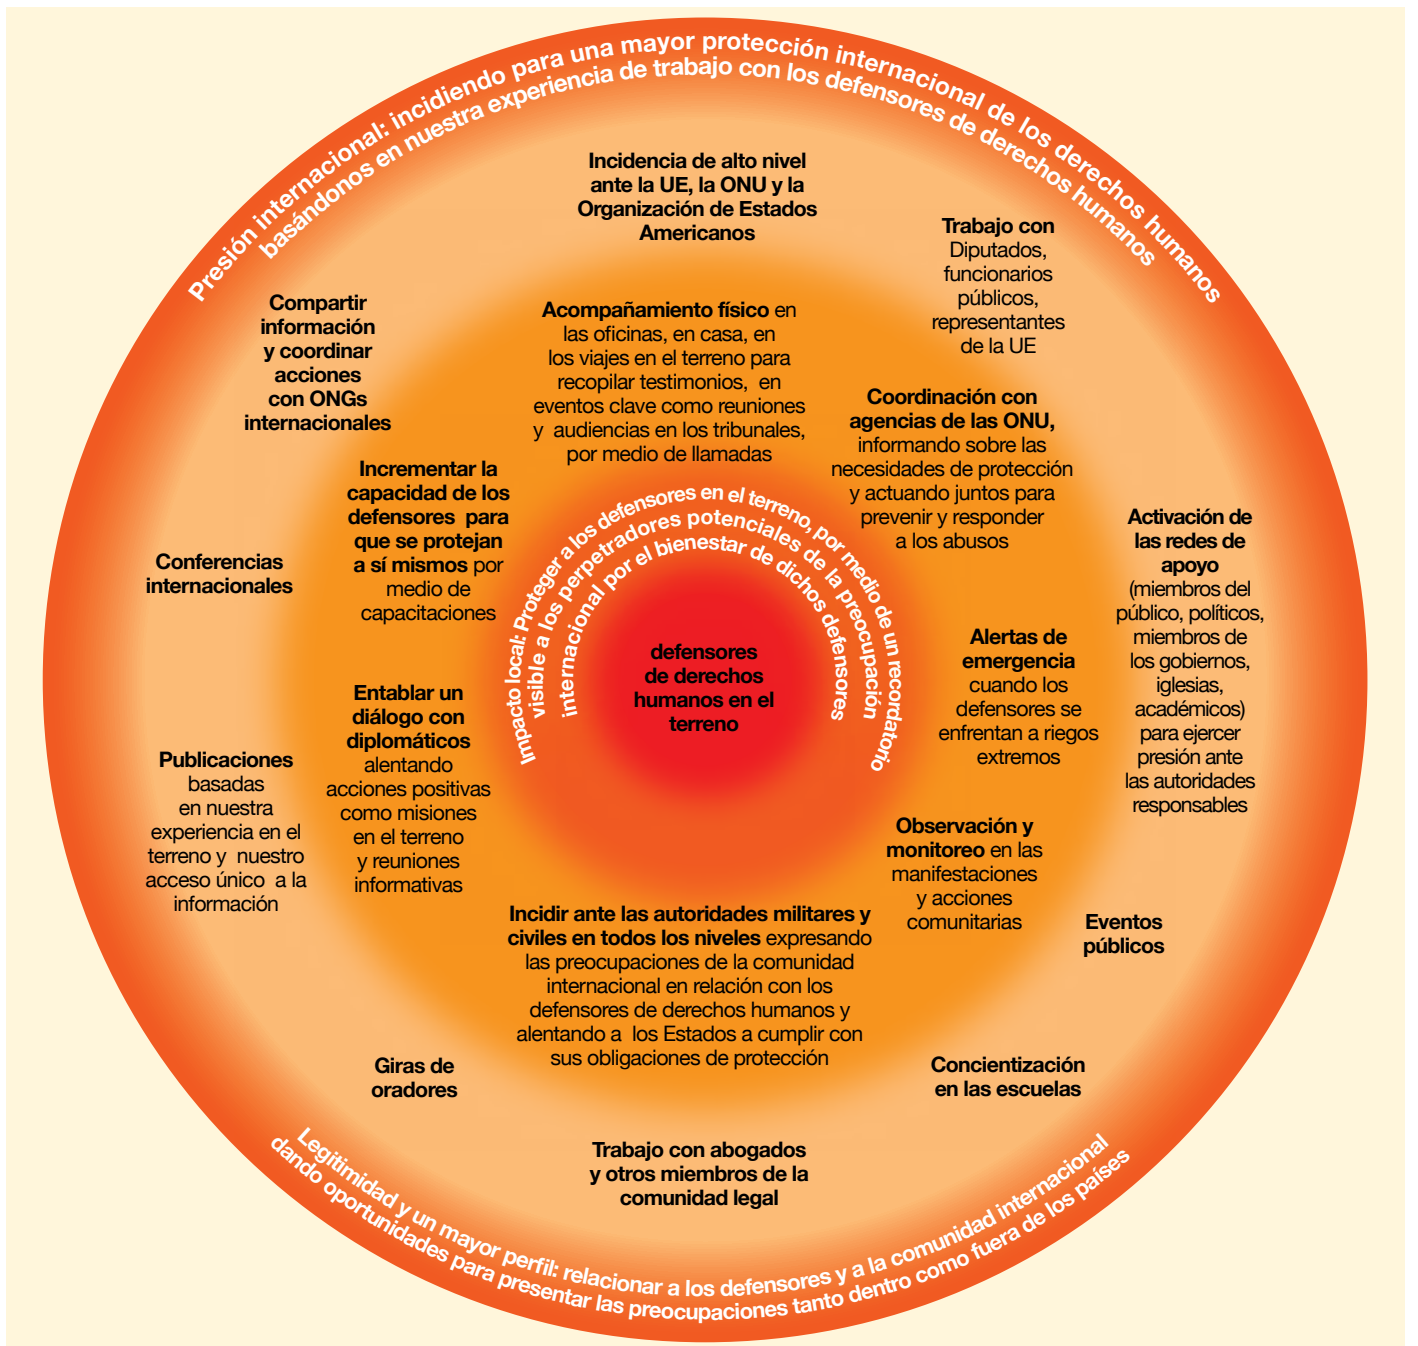 Presión internacional: incidiendo para una mayor protección internacional de los derechos humanos
basándonos en nuestra experiencia de trabajo con los defensores de derechos humanos
Incidencia de alto nivel
ante la UE, la ONU y la
Organización de Estados
Americanos
Trabajo con
Diputados,
funcionarios
públicos,
representantes
de la UE
Compartir
información
y coordinar
acciones
con ONGs
internacionales
Acompañamiento físico en
las oficinas, en casa, en
los viajes en el terreno para
recopilar testimonios, en
eventos clave como reuniones
y audiencias en los tribunales,
por medio de llamadas
Coordinación con
agencias de las ONU,
informando sobre las
necesidades de protección
y actuando juntos para
prevenir y responder
a los abusos
Incrementar la
capacidad de los
defensores para
que se protejan
a sí mismos por
medio de
capacitaciones
Impacto local: Proteger a los defensores en el terreno, por medio de un recordatorio
visible a los perpetradores potenciales de la preocupación
internacional por el bienestar de dichos defensores
defensores
de derechos
humanos en el
terreno
Conferencias
internacionales
Activación de
las redes de
apoyo
(miembros del
público, políticos,
miembros de
los gobiernos,
iglesias,
académicos)
para ejercer
presión ante
las autoridades
responsables
Alertas de
emergencia
cuando los
defensores se
enfrentan a riegos
extremos
Entablar un
diálogo con
diplomáticos
alentando
acciones positivas
como misiones
en el terreno
y reuniones
informativas
Publicaciones
basadas
en nuestra
experiencia en el
terreno y nuestro
acceso único a la
información
Observación y
monitoreo en las
manifestaciones
y acciones
comunitarias
Incidir ante las autoridades militares y
civiles en todos los niveles expresando
las preocupaciones de la comunidad
internacional en relación con los
defensores de derechos humanos y
alentando a los Estados a cumplir con
sus obligaciones de protección
Eventos
públicos
Giras de
oradores
Concientización
en las escuelas
Trabajo con abogados
y otros miembros de la
comunidad legal
Legitimidad y un mayor perfil: relacionar a los defensores y a la comunidad internacional
dando oportunidades para presentar las preocupaciones tanto dentro como fuera de los países